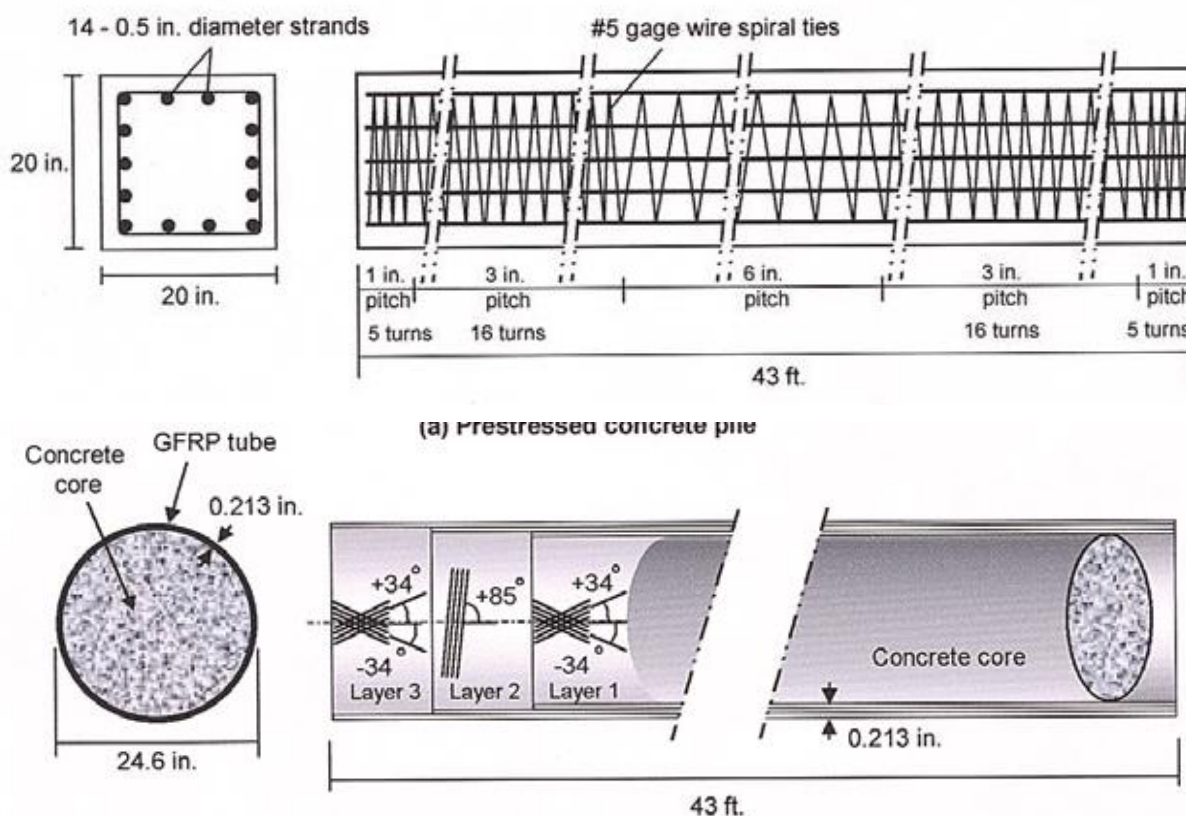 14 - 0.5 in. diameter strands
#5 gage wire spiral ties
20 in.
20 in.
1 in. pitch
5 turns
3 in. pitch
16 turns
6 in. pitch
3 in. pitch
16 turns
1 in. pitch
5 turns
43 ft.
(a) Prestressed concrete pile
GFRP tube
Concrete core
0.213 in.
24.6 in.
+34°
-34°
Layer 3
+85°
Layer 2
+34°
-34°
Layer 1
Concrete core
0.213 in.
43 ft.